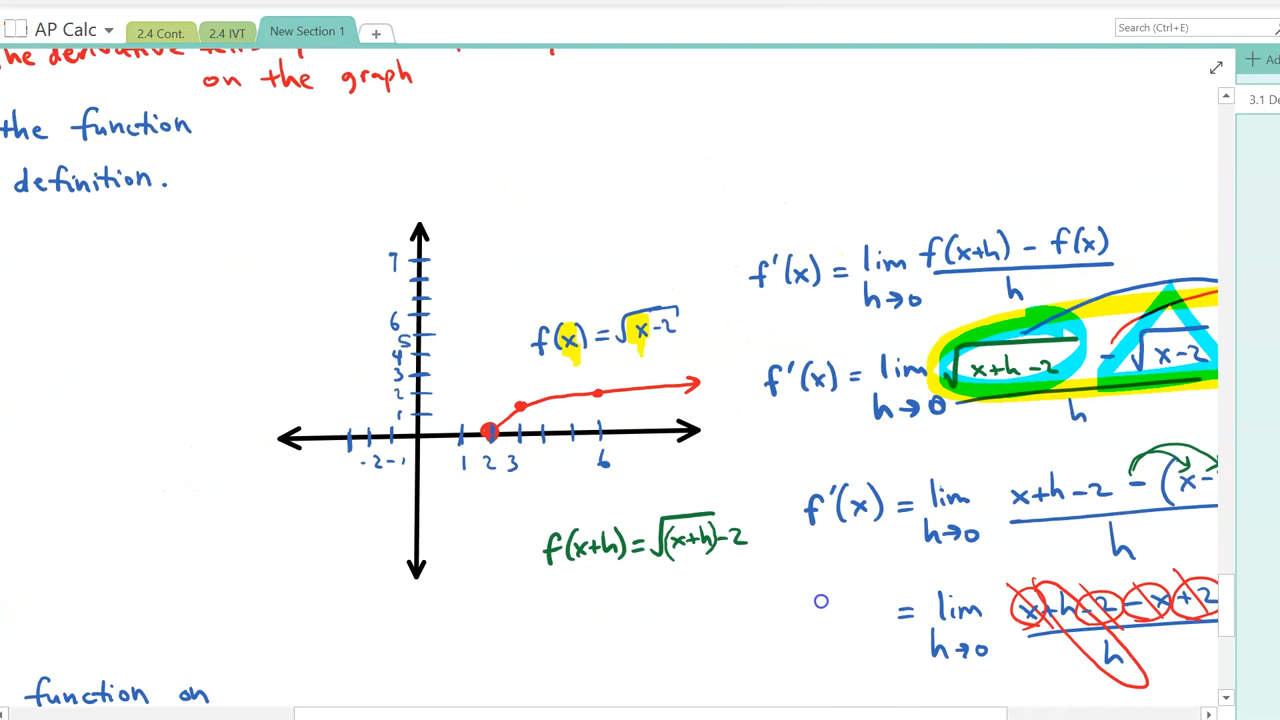 AP Calc
2.4 Cont.
2.4 IVT
New Section 1
+
Search (Ctrl+E)
the derivative
on the graph
the function
definition.
3.1 De
7
6
5
4
3
2
1
-2 -1 1 2 3 6
f(x) = √x-2
f(x+h) = √(x+h)-2
f'(x) = lim h→0 f(x+h) - f(x) / h
f'(x) = lim h→0 √x+h-2 - √x-2 / h
f'(x) = lim h→0 x+h-2 - (x- / h
= lim h→0 x+h-2-x+2 / h
function on